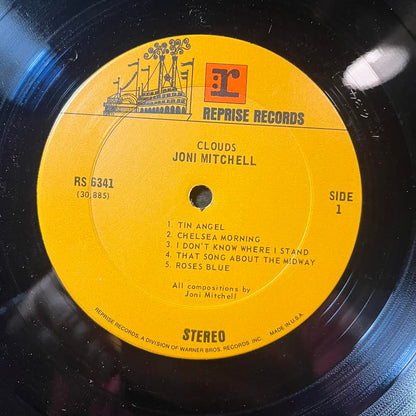 r
REPRISE RECORDS
CLOUDS
JONI MITCHELL
RS 6341
(30,885)
SIDE
1
1. TIN ANGEL
2. CHELSEA MORNING
3. I DON'T KNOW WHERE I STAND
4. THAT SONG ABOUT THE MIDWAY
5. ROSES BLUE
All compositions by
Joni Mitchell
STEREO
REPRISE RECORDS, A DIVISION OF WARNER BROS. RECORDS INC. MADE IN U.S.A.